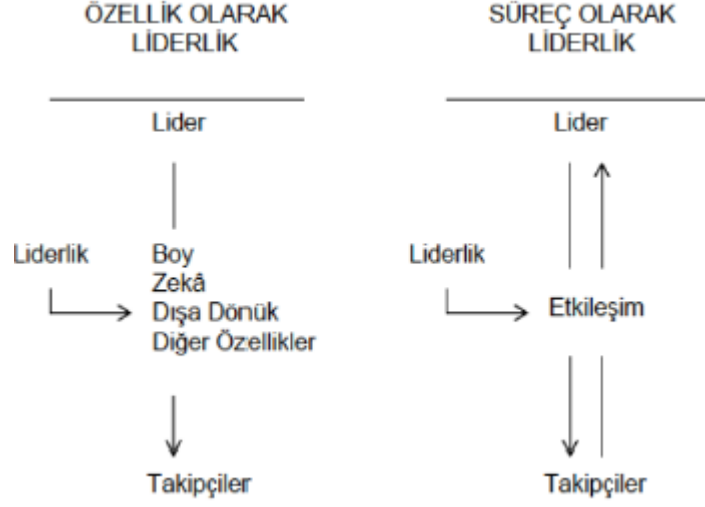 ÖZELLİK OLARAK
LİDERLİK
Lider
Liderlik
Boy
Zekâ
Dışa Dönük
Diğer Özellikler
Takipçiler
SÜREÇ OLARAK
LİDERLİK
Lider
Liderlik
Etkileşim
Takipçiler